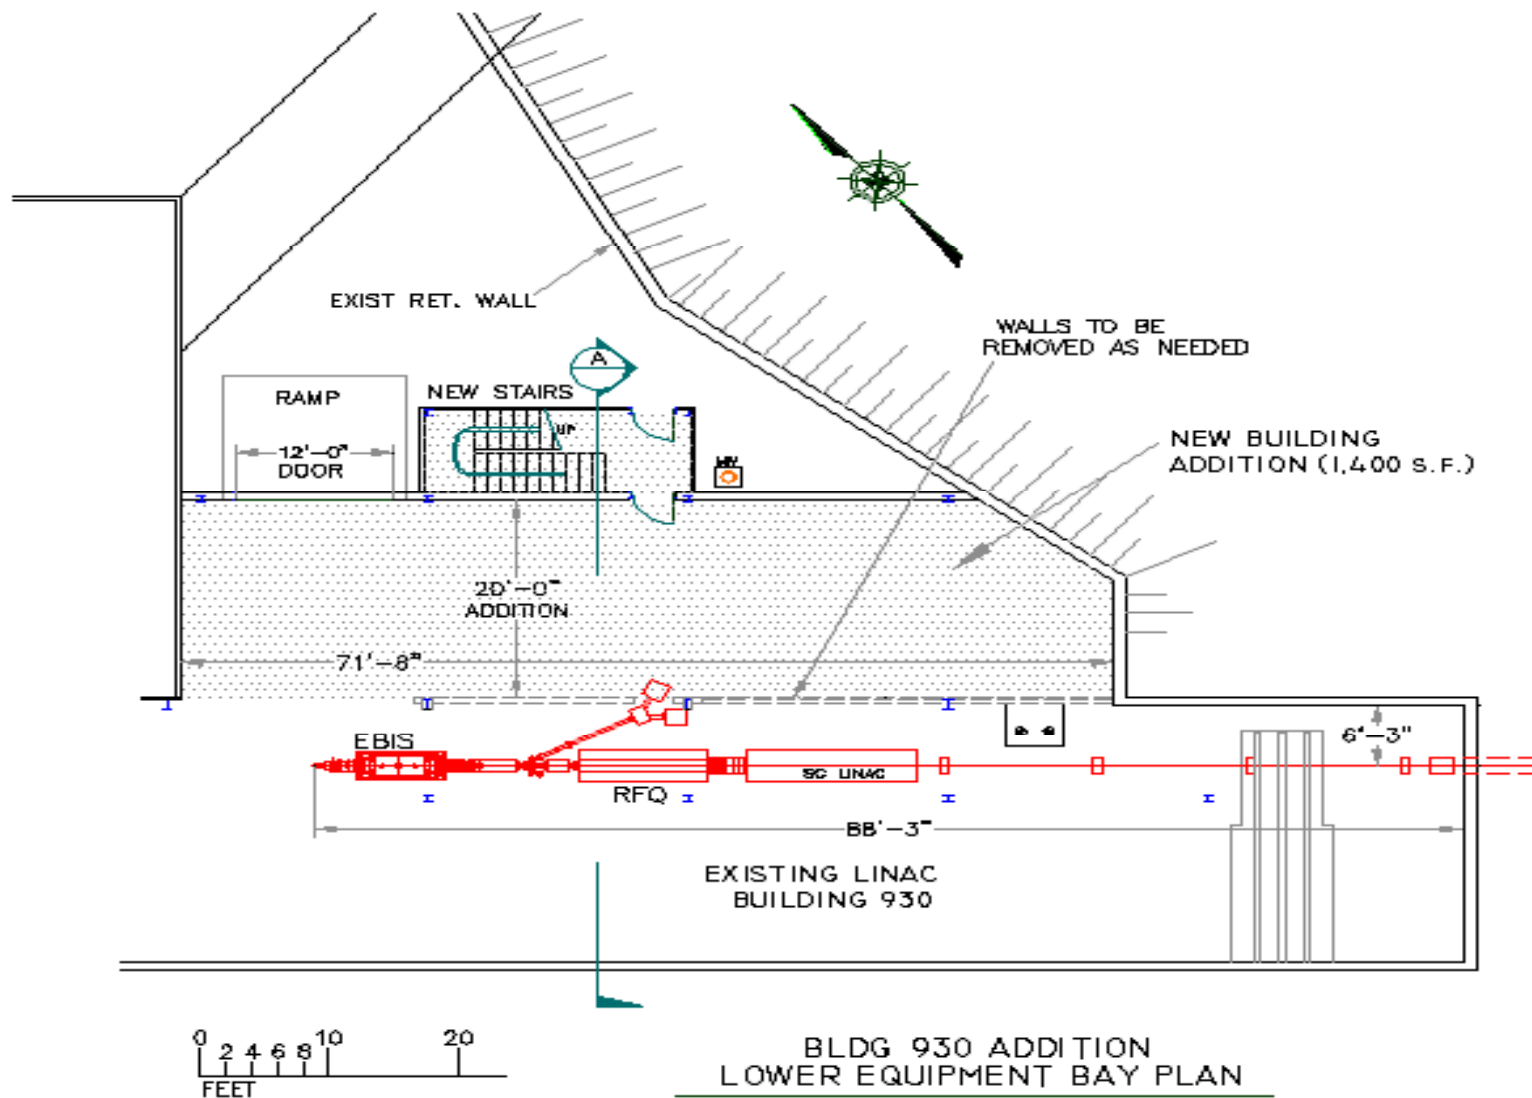 EXIST RET. WALL
WALLS TO BE
REMOVED AS NEEDED
A
RAMP
NEW STAIRS
UP
12'-0"
DOOR
MW
NEW BUILDING
ADDITION (1,400 S.F.)
20'-0"
ADDITION
71'-8"
EBIS
6'-3"
SC LINAC
RFQ
88'-3"
EXISTING LINAC
BUILDING 930
0 2 4 6 8 10 20
FEET
BLDG 930 ADDITION
LOWER EQUIPMENT BAY PLAN